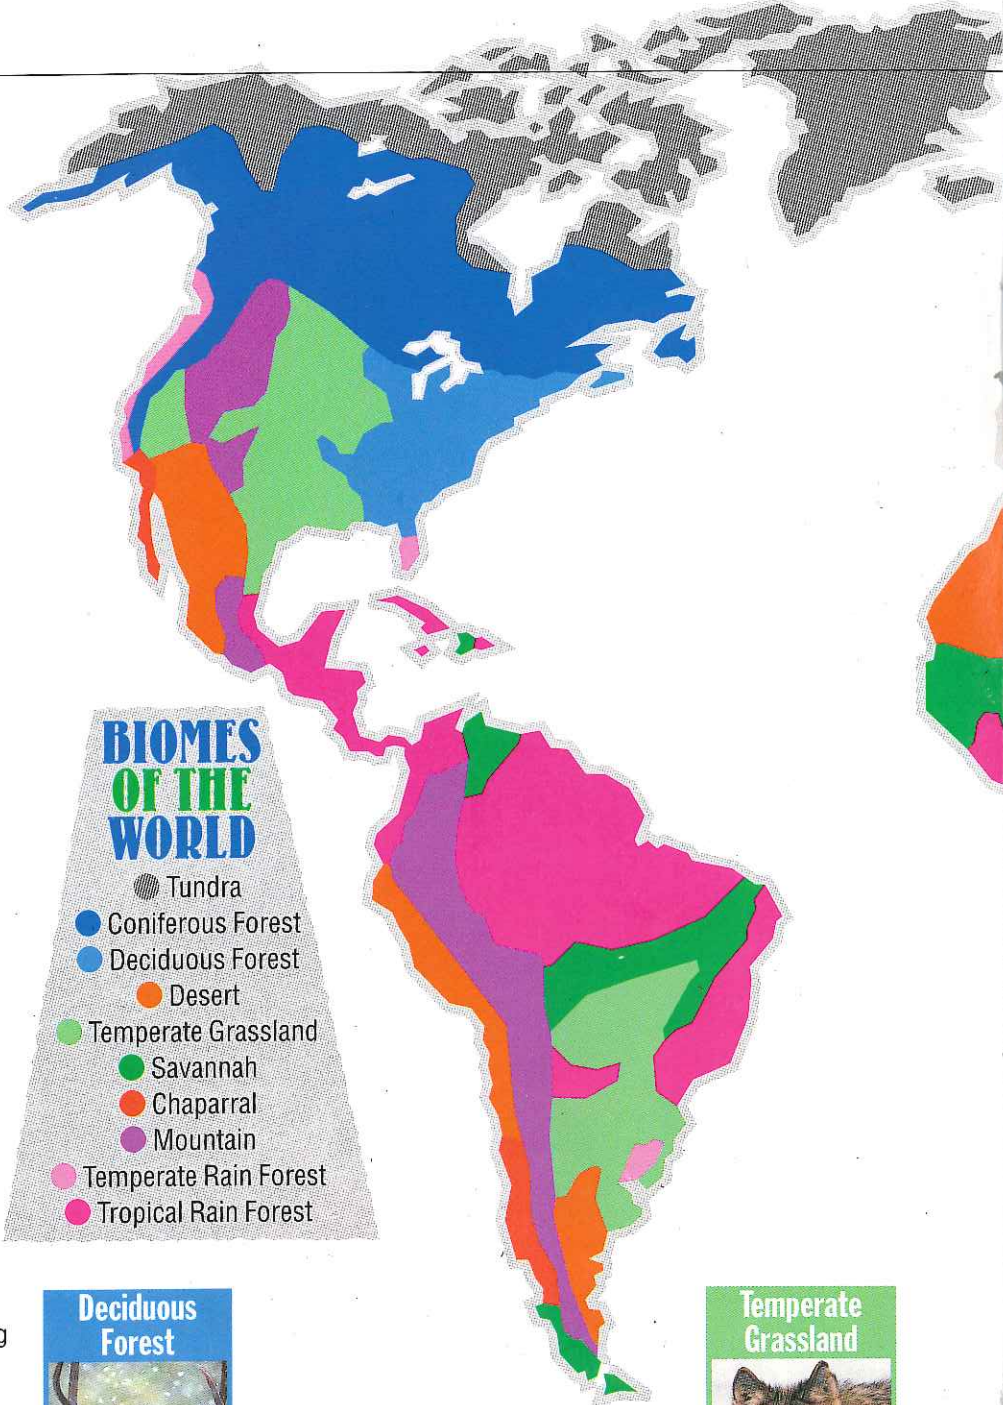 BIOMES
OF THE
WORLD
Tundra
Coniferous Forest
Deciduous Forest
Desert
Temperate Grassland
Savannah
Chaparral
Mountain
Temperate Rain Forest
Tropical Rain Forest
g
Deciduous
Forest
Temperate
Grassland